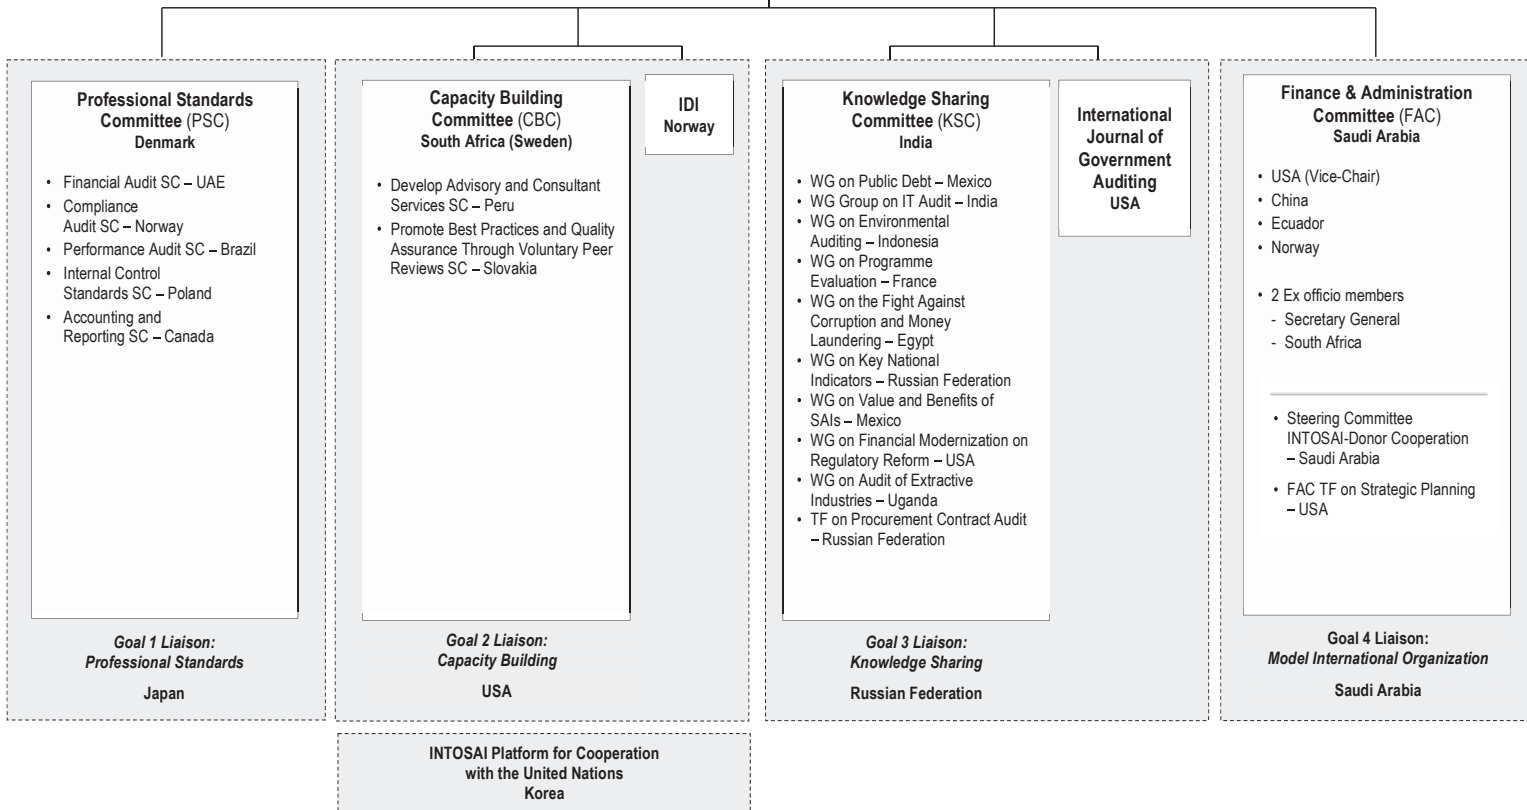 Professional Standards
Committee (PSC)
Denmark
• Financial Audit SC – UAE
• Compliance
Audit SC – Norway
• Performance Audit SC – Brazil
• Internal Control
Standards SC – Poland
• Accounting and
Reporting SC – Canada
Goal 1 Liaison:
Professional Standards
Japan
Capacity Building
Committee (CBC)
South Africa (Sweden)
• Develop Advisory and Consultant
Services SC – Peru
• Promote Best Practices and Quality
Assurance Through Voluntary Peer
Reviews SC – Slovakia
IDI
Norway
Goal 2 Liaison:
Capacity Building
USA
Knowledge Sharing
Committee (KSC)
India
• WG on Public Debt – Mexico
• WG Group on IT Audit – India
• WG on Environmental
Auditing – Indonesia
• WG on Programme
Evaluation – France
• WG on the Fight Against
Corruption and Money
Laundering – Egypt
• WG on Key National
Indicators – Russian Federation
• WG on Value and Benefits of
SAIs – Mexico
• WG on Financial Modernization on
Regulatory Reform – USA
• WG on Audit of Extractive
Industries – Uganda
• TF on Procurement Contract Audit
– Russian Federation
International
Journal of
Government
Auditing
USA
Goal 3 Liaison:
Knowledge Sharing
Russian Federation
Finance & Administration
Committee (FAC)
Saudi Arabia
• USA (Vice-Chair)
• China
• Ecuador
• Norway
• 2 Ex officio members
- Secretary General
- South Africa
• Steering Committee
INTOSAI-Donor Cooperation
– Saudi Arabia
• FAC TF on Strategic Planning
– USA
Goal 4 Liaison:
Model International Organization
Saudi Arabia
INTOSAI Platform for Cooperation
with the United Nations
Korea